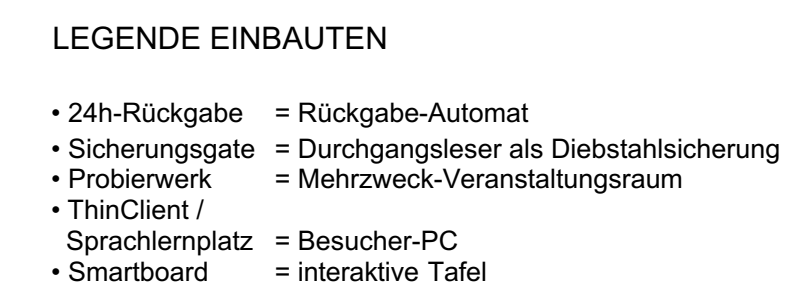 LEGENDE EINBAUTEN
• 24h-Rückgabe = Rückgabe-Automat
• Sicherungsgate = Durchgangsleser als Diebstahlsicherung
• Probierwerk = Mehrzweck-Veranstaltungsraum
• ThinClient /
Sprachlernplatz = Besucher-PC
• Smartboard = interaktive Tafel